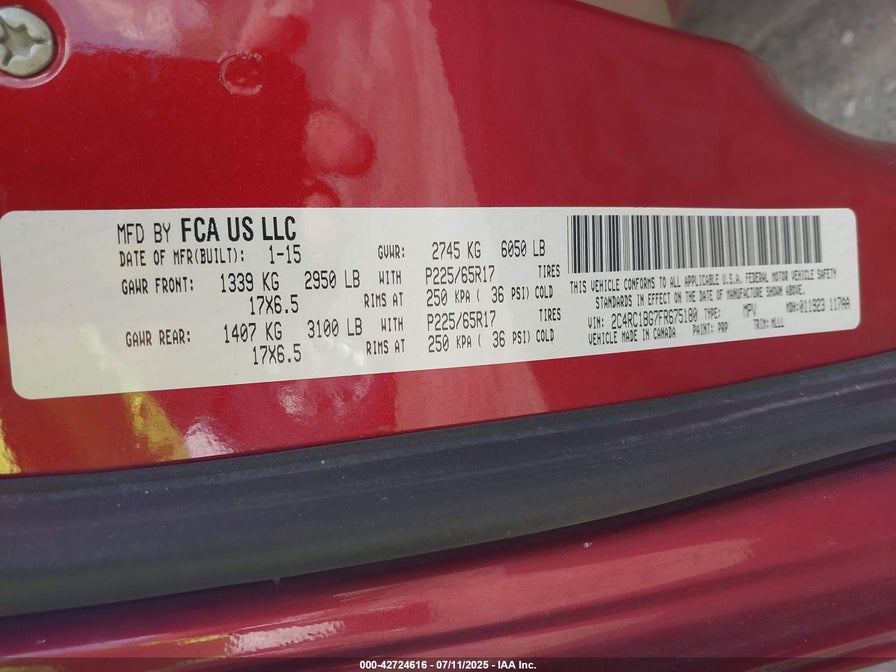 MFD BY FCA US LLC
DATE OF MFR(BUILT): 1-15 GVWR: 2745 KG 6050 LB
GAWR FRONT: 1339 KG 2950 LB WITH P225/65R17 TIRES
17X6.5 RIMS AT 250 KPA ( 36 PSI) COLD
GAWR REAR: 1407 KG 3100 LB WITH P225/65R17 TIRES
17X6.5 RIMS AT 250 KPA ( 36 PSI) COLD
THIS VEHICLE CONFORMS TO ALL APPLICABLE U.S.A. FEDERAL MOTOR VEHICLE SAFETY
STANDARDS IN EFFECT ON THE DATE OF MANUFACTURE SHOWN ABOVE.
VIN: 2C4RC1BG7FR675180 TYPE: MPV MDH:011923 117AA
VEHICLE MADE IN CANADA PAINT: PRP TRIM: MLLL
000-42724616 - 07/11/2025 - IAA Inc.